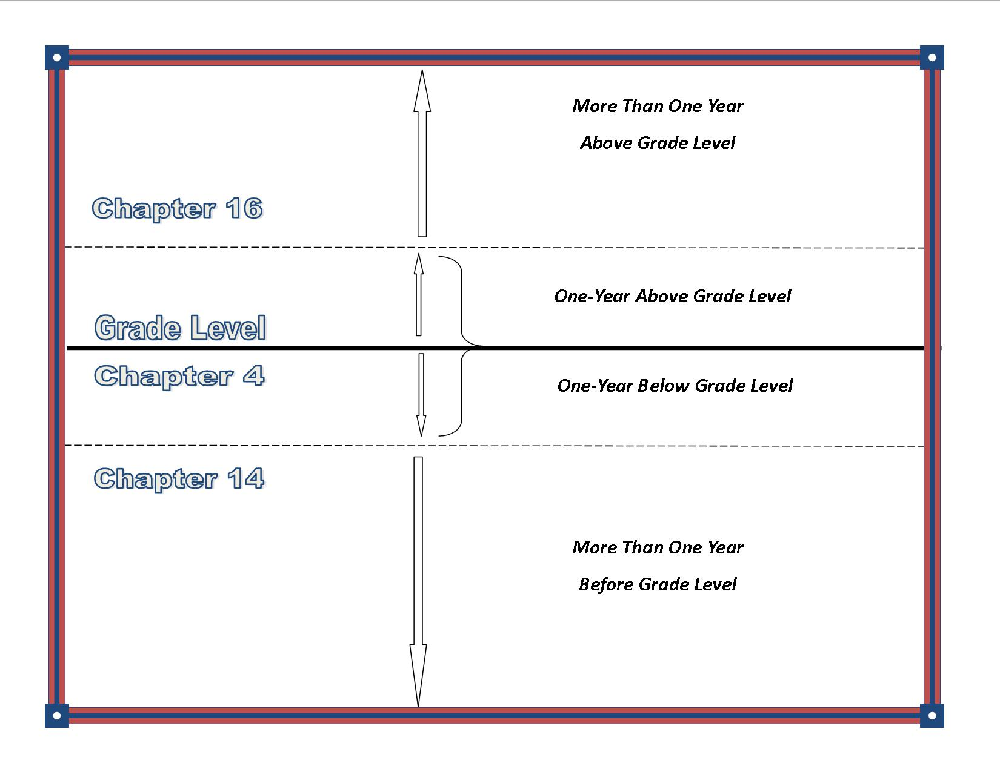 More Than One Year
Above Grade Level
Chapter 16
One-Year Above Grade Level
Grade Level
Chapter 4
One-Year Below Grade Level
Chapter 14
More Than One Year
Before Grade Level